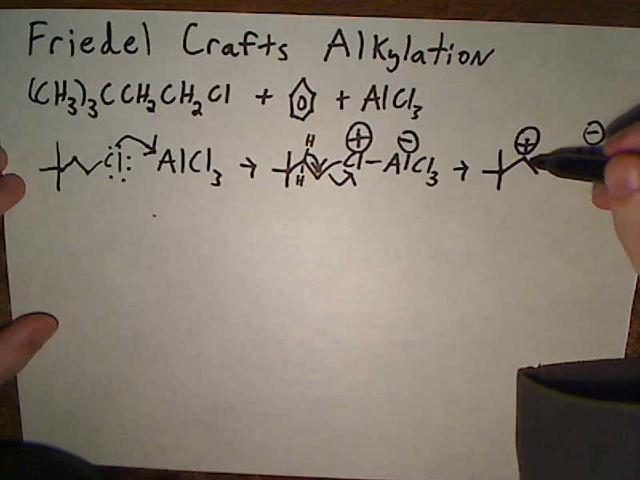 Friedel Crafts Alkylation
(CH₃)₃CCH₂CH₂Cl + + AlCl₃
Cl: AlCl₃ → H H Cl ⊕ - AlCl₃ ⊖ → ⊕ ⊖